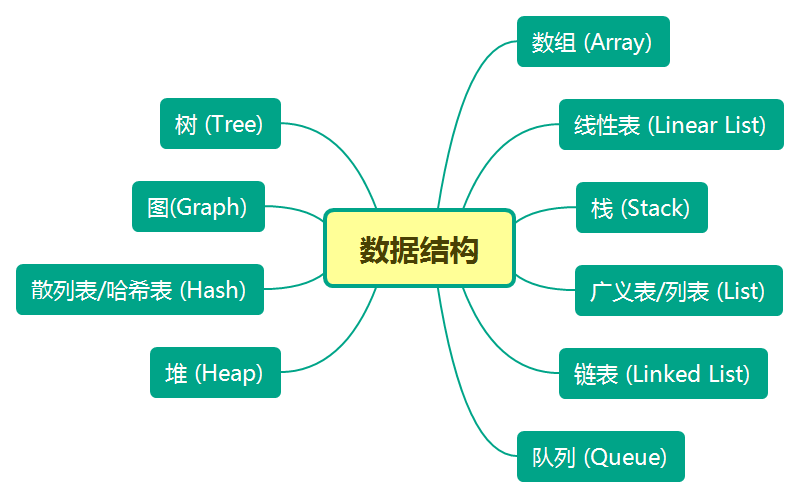 数据结构
数组 (Array)
线性表 (Linear List)
栈 (Stack)
广义表/列表 (List)
链表 (Linked List)
队列 (Queue)
树 (Tree)
图(Graph)
散列表/哈希表 (Hash)
堆 (Heap)